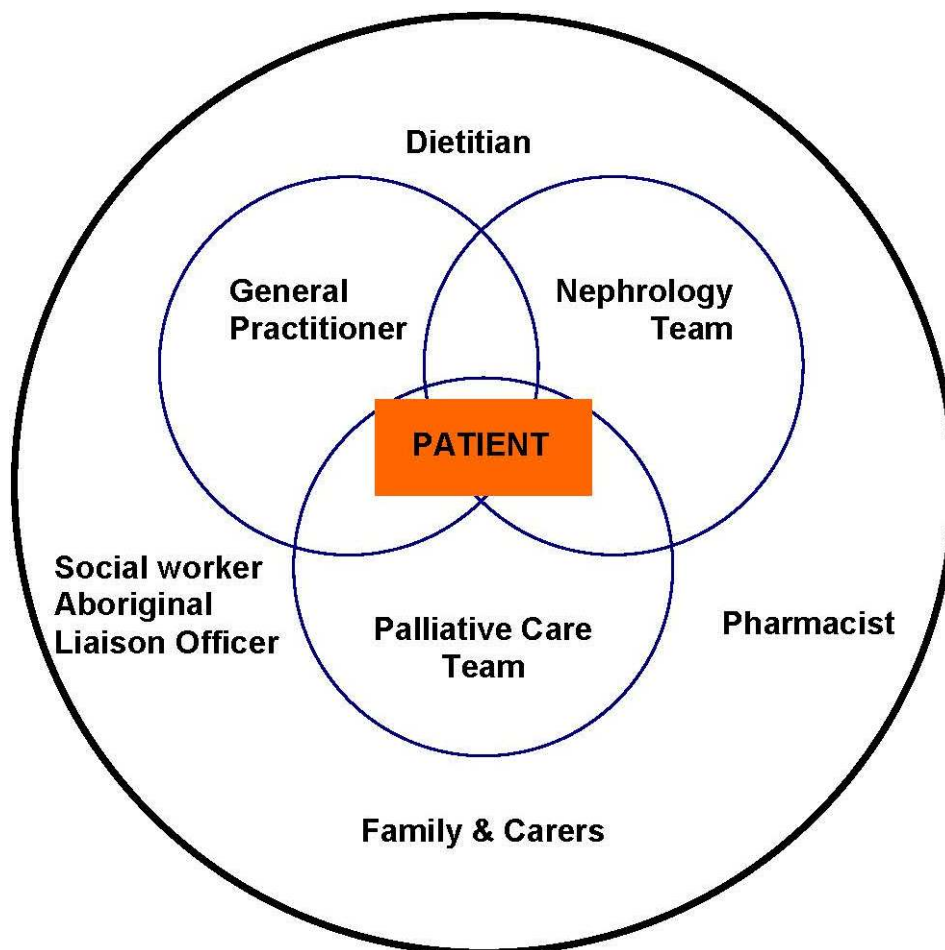 Dietitian
General
Practitioner
Nephrology
Team
PATIENT
Social worker
Aboriginal
Liaison Officer
Palliative Care
Team
Pharmacist
Family & Carers